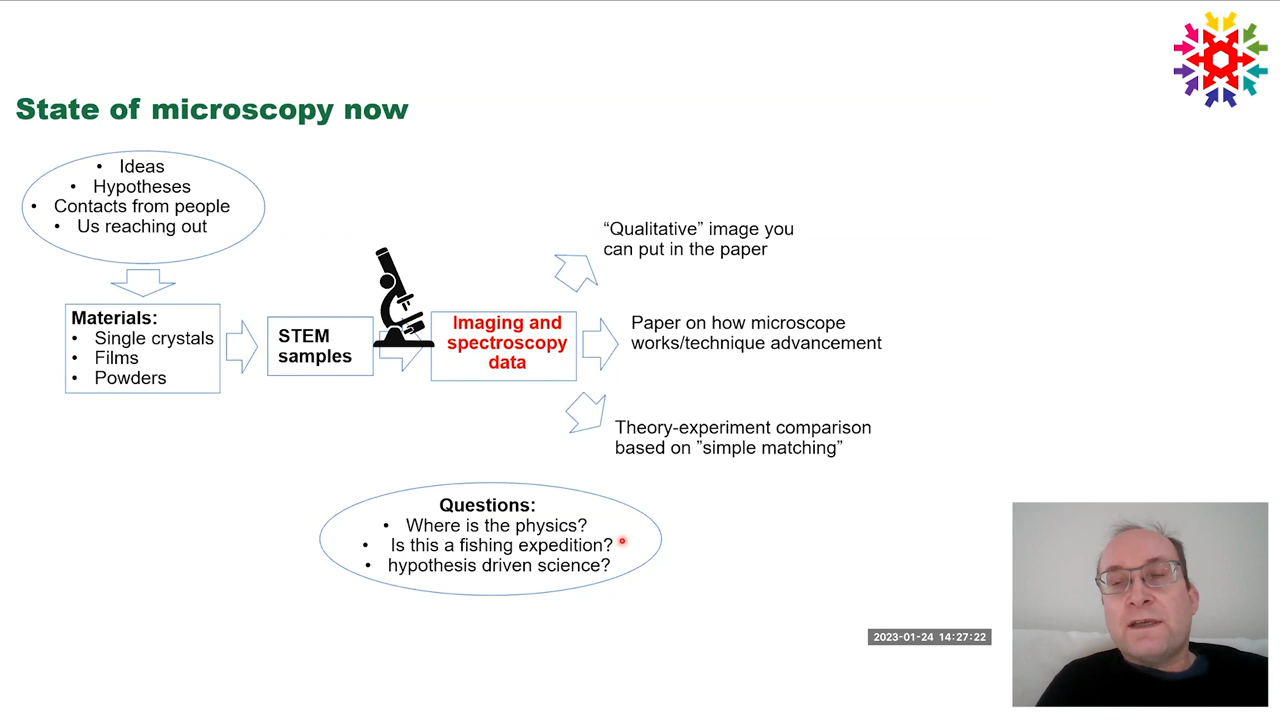 State of microscopy now
• Ideas
• Hypotheses
• Contacts from people
• Us reaching out
Materials:
• Single crystals
• Films
• Powders
STEM
samples
Imaging and
spectroscopy
data
“Qualitative” image you
can put in the paper
Paper on how microscope
works/technique advancement
Theory-experiment comparison
based on ”simple matching”
Questions:
• Where is the physics?
• Is this a fishing expedition?
• hypothesis driven science?
2023-01-24 14:27:22